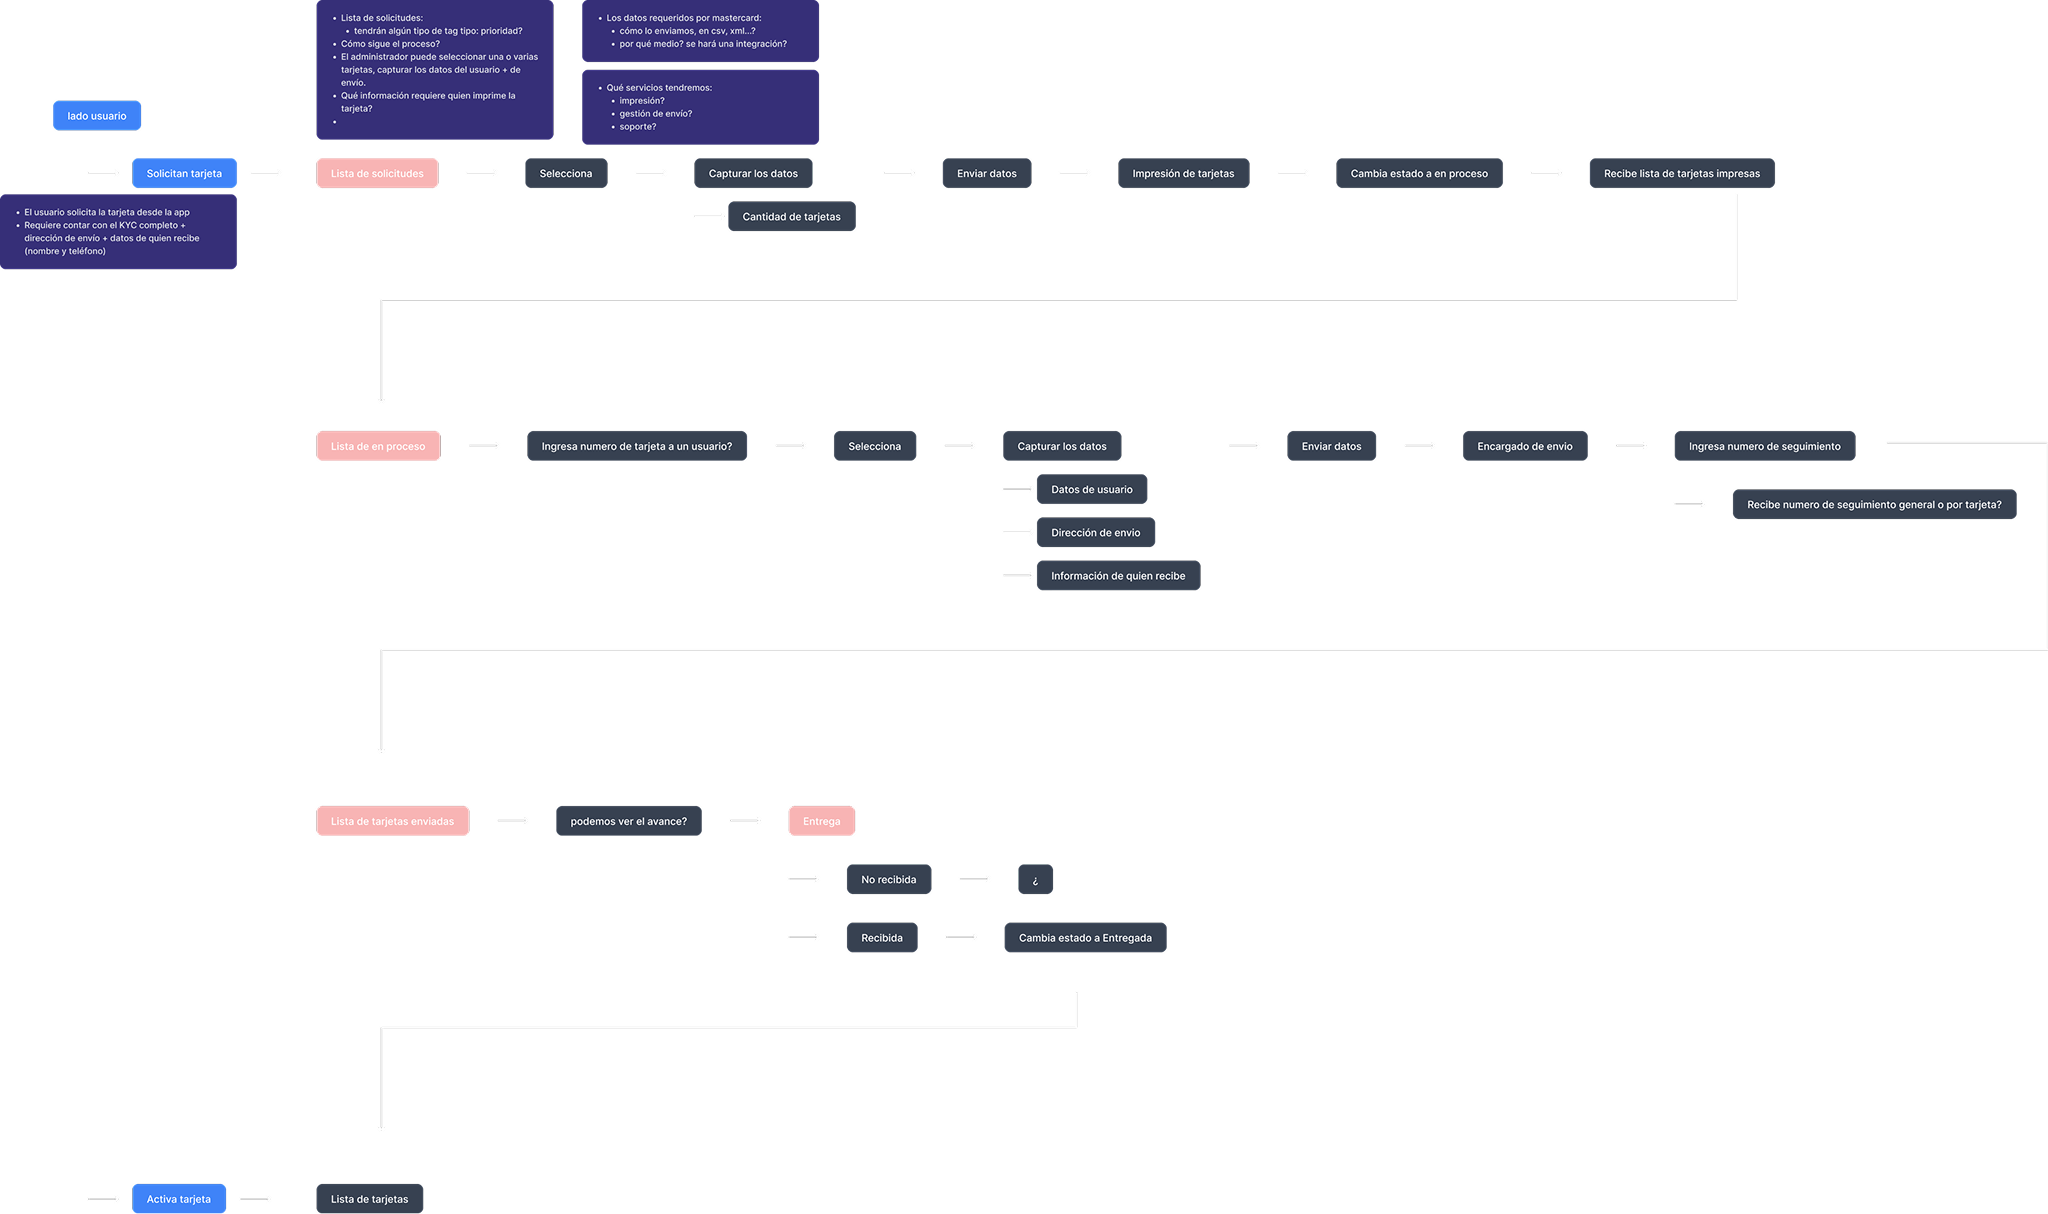 • Lista de solicitudes:
• tendrán algún tipo de tag tipo: prioridad?
• Cómo sigue el proceso?
• El administrador puede seleccionar una o varias
tarjetas, capturar los datos del usuario + de
envío.
• Qué información requiere quien imprime la
tarjeta?
•
• Los datos requeridos por mastercard:
• cómo lo enviamos, en csv, xml...?
• por qué medio? se hará una integración?
• Qué servicios tendremos:
• impresión?
• gestión de envío?
• soporte?
lado usuario
Solicitan tarjeta
Lista de solicitudes
Selecciona
Capturar los datos
Enviar datos
Impresión de tarjetas
Cambia estado a en proceso
Recibe lista de tarjetas impresas
Cantidad de tarjetas
• El usuario solicita la tarjeta desde la app
• Requiere contar con el KYC completo +
dirección de envío + datos de quien recibe
(nombre y teléfono)
Lista de en proceso
Ingresa numero de tarjeta a un usuario?
Selecciona
Capturar los datos
Enviar datos
Encargado de envio
Ingresa numero de seguimiento
Datos de usuario
Recibe numero de seguimiento general o por tarjeta?
Dirección de envio
Información de quien recibe
Lista de tarjetas enviadas
podemos ver el avance?
Entrega
No recibida
¿
Recibida
Cambia estado a Entregada
Activa tarjeta
Lista de tarjetas